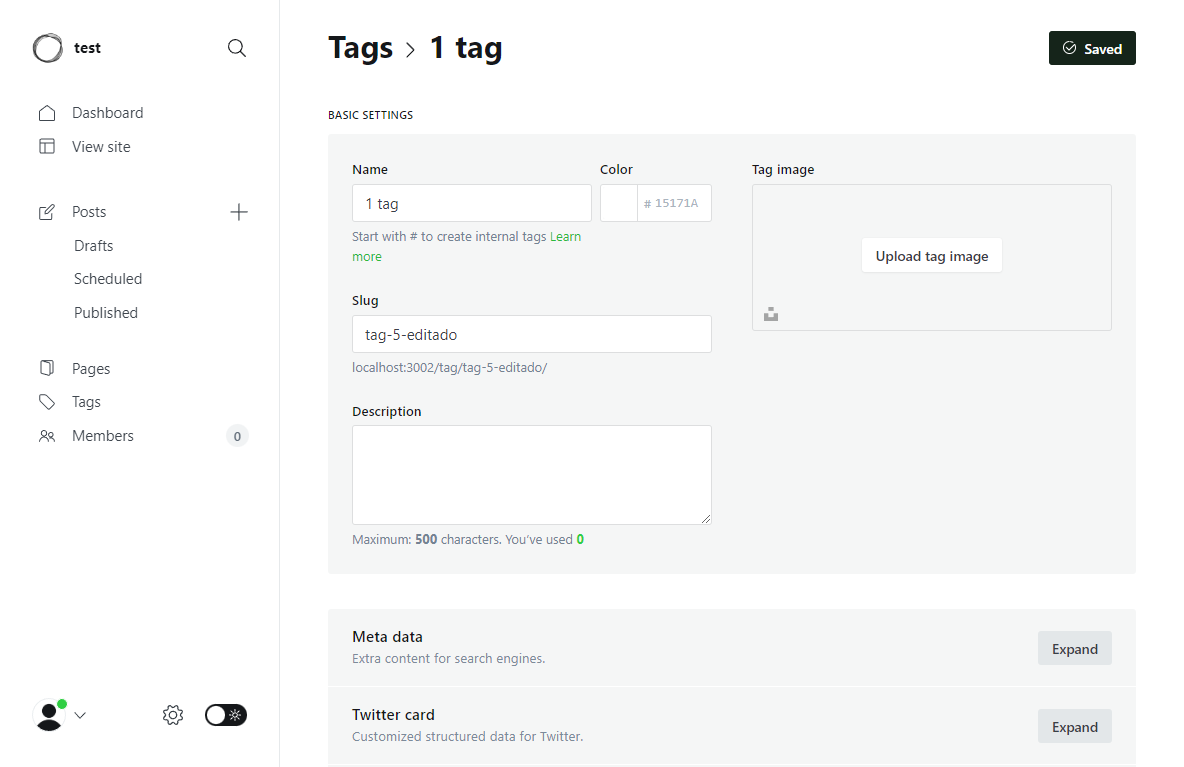 test
Dashboard
View site
Posts
Drafts
Scheduled
Published
Pages
Tags
Members
0
Tags > 1 tag
Saved
BASIC SETTINGS
Name
1 tag
Color
# 15171A
Start with # to create internal tags Learn
more
Slug
tag-5-editado
localhost:3002/tag/tag-5-editado/
Description
Maximum: 500 characters. You’ve used 0
Tag image
Upload tag image
Meta data
Extra content for search engines.
Expand
Twitter card
Customized structured data for Twitter.
Expand